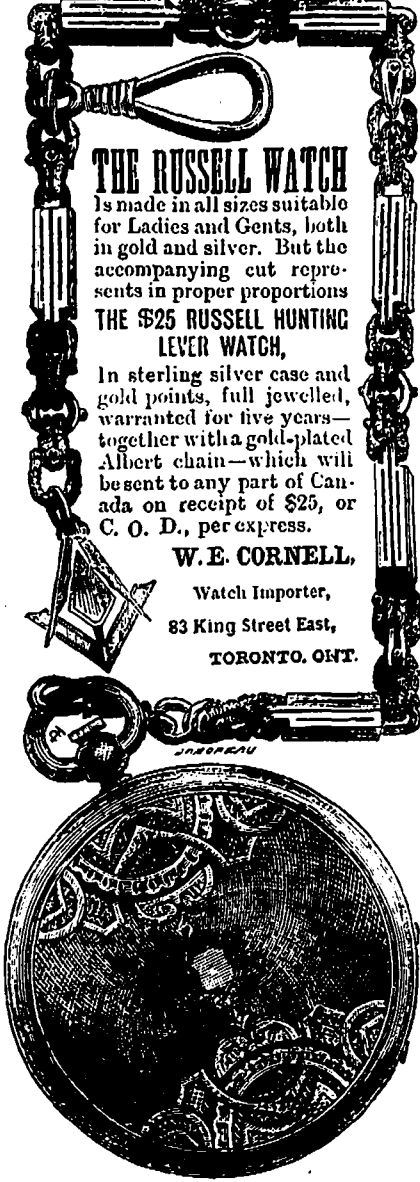 THE RUSSELL WATCH
Is made in all sizes suitable
for Ladies and Gents, both
in gold and silver. But the
accompanying cut repre-
sents in proper proportions
THE $25 RUSSELL HUNTING
LEVER WATCH,
In sterling silver case and
gold points, full jewelled,
warranted for five years—
together with a gold-plated
Albert chain—which will
be sent to any part of Can-
ada on receipt of $25, or
C. O. D., per express.
W. E. CORNELL,
Watch Importer,
83 King Street East,
TORONTO, ONT.